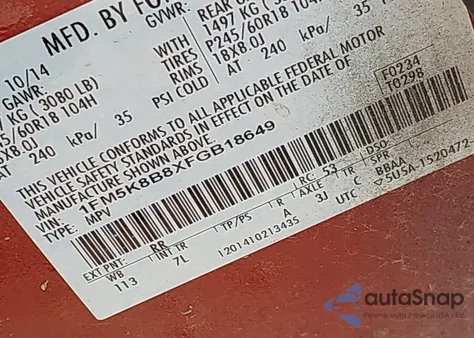 MFD. BY FO
10/14
GVWR:
GAWR:
KG ( 3080 LB)
5/60R18 104H
X8.0J
AT 240 kPa/ 35 PSI COLD
WITH
TIRES
RIMS
REAR G
1497 KG ( 3
P245/60R18
18X8.0J
AT 240 kPa/ 35
THIS VEHICLE CONFORMS TO ALL APPLICABLE FEDERAL MOTOR
VEHICLE SAFETY STANDARDS IN EFFECT ON THE DATE OF
MANUFACTURE SHOWN ABOVE.
VIN: 1FM5K8B8XFGB18649
TYPE: MPV
F0234
T0298
EXT PNT: RR RC: 53 DSO:
WB INT TR TP/PS R AXLE TR SPR
113 7L A 3J C BBAA
1201410213435
UTC
5USA-1520472
autoSnap